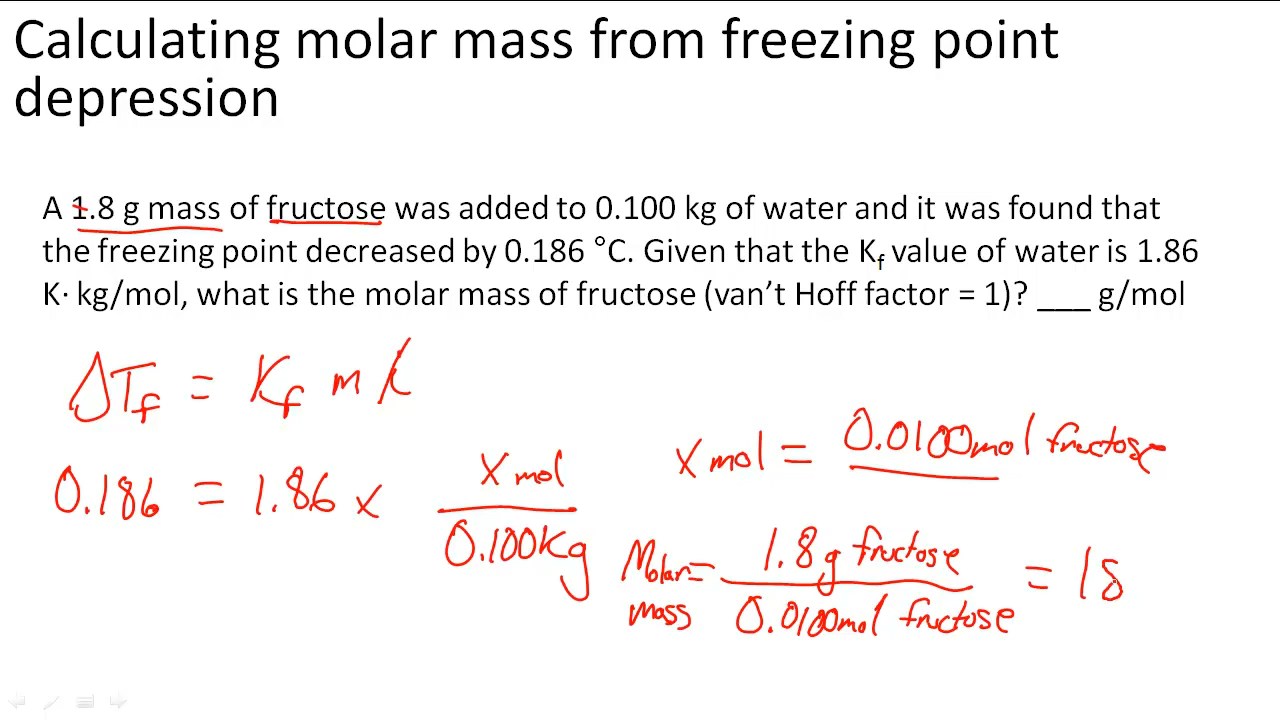 Calculating molar mass from freezing point
depression
A 1.8 g mass of fructose was added to 0.100 kg of water and it was found that
the freezing point decreased by 0.186 °C. Given that the Kf value of water is 1.86
K· kg/mol, what is the molar mass of fructose (van’t Hoff factor = 1)? ___ g/mol
ΔTf = Kf m i
0.186 = 1.86 x x mol / 0.100 kg
x mol = 0.0100 mol fructose
Molar mass = 1.8 g fructose / 0.0100 mol fructose = 18